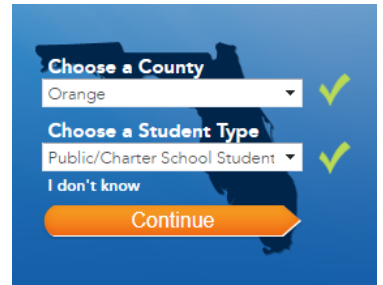 Choose a County
Orange
Choose a Student Type
Public/Charter School Student
I don't know
Continue